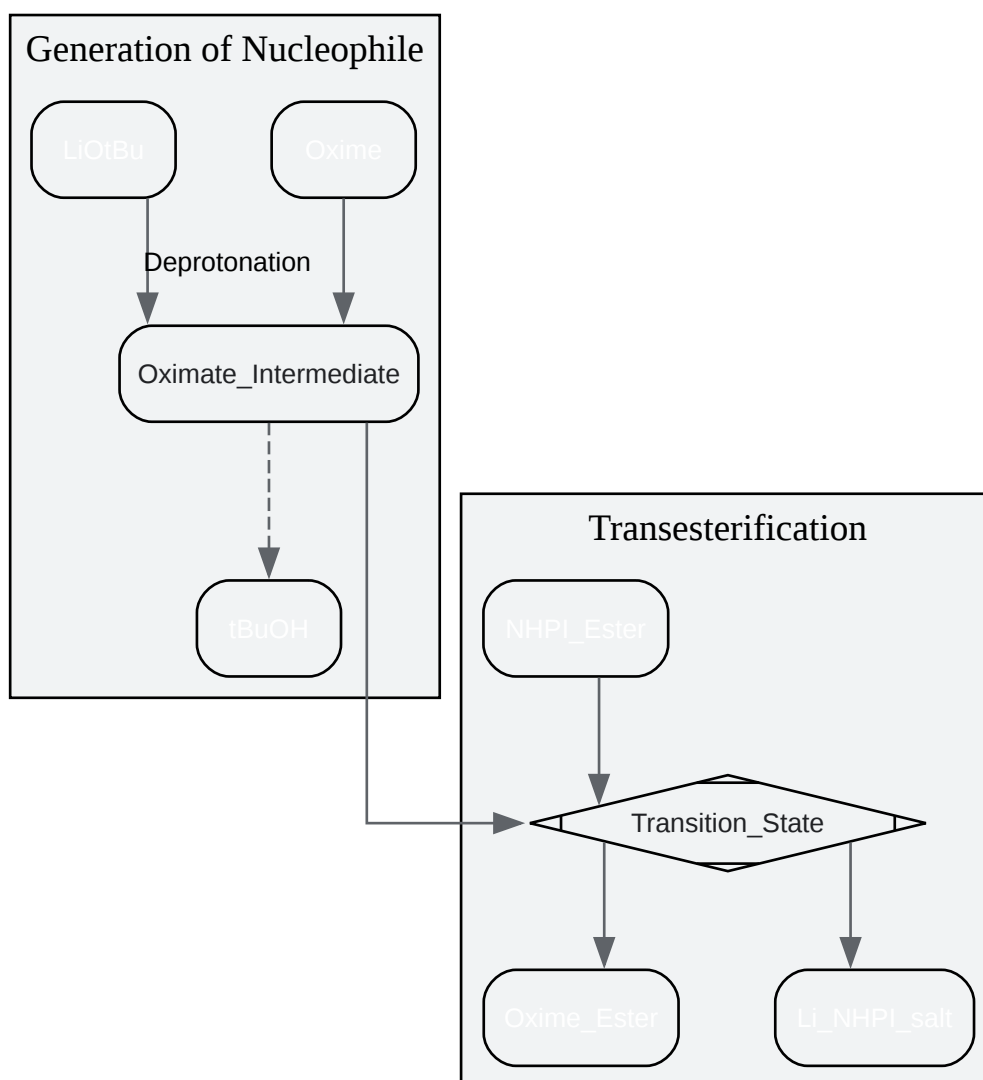 Generation of Nucleophile
LiOtBu
Oxime
Deprotonation
Oximate_Intermediate
tBuOH
Transesterification
NHPI_Ester
Transition_State
Oxime_Ester
Li_NHPI_salt